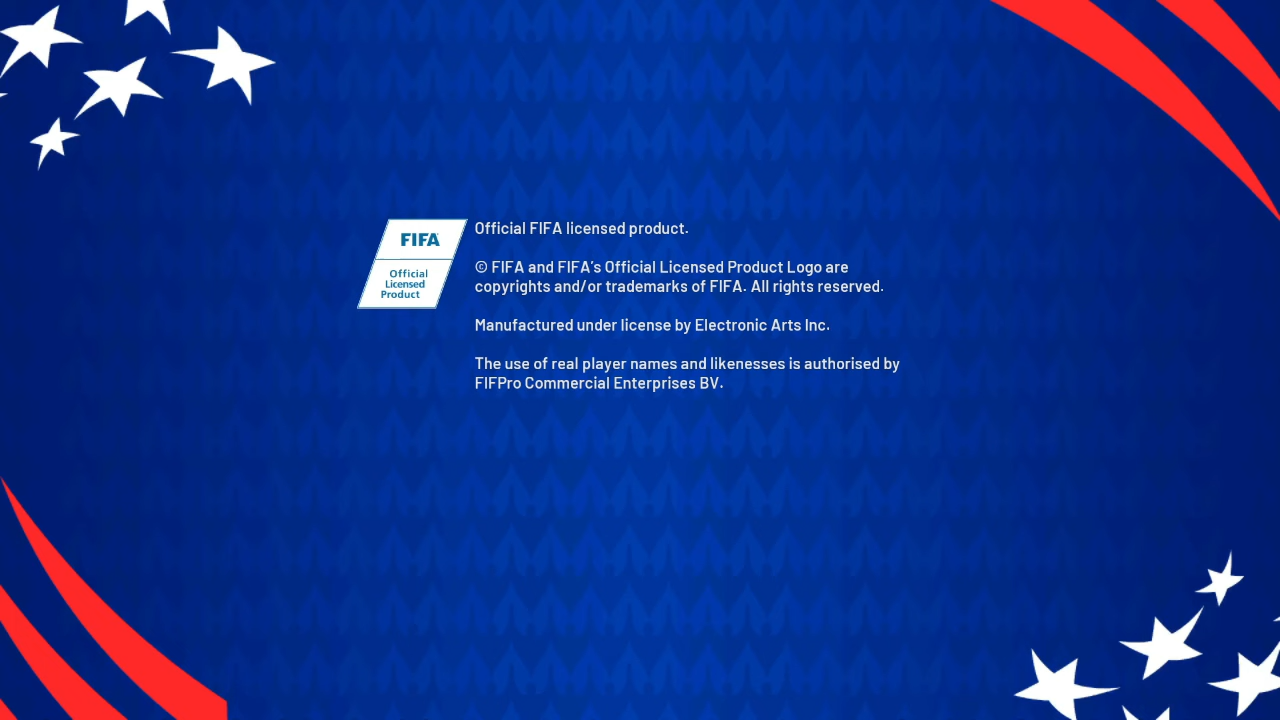 FIFA
Official
Licensed
Product
Official FIFA licensed product.
© FIFA and FIFA's Official Licensed Product Logo are
copyrights and/or trademarks of FIFA. All rights reserved.
Manufactured under license by Electronic Arts Inc.
The use of real player names and likenesses is authorised by
FIFPro Commercial Enterprises BV.